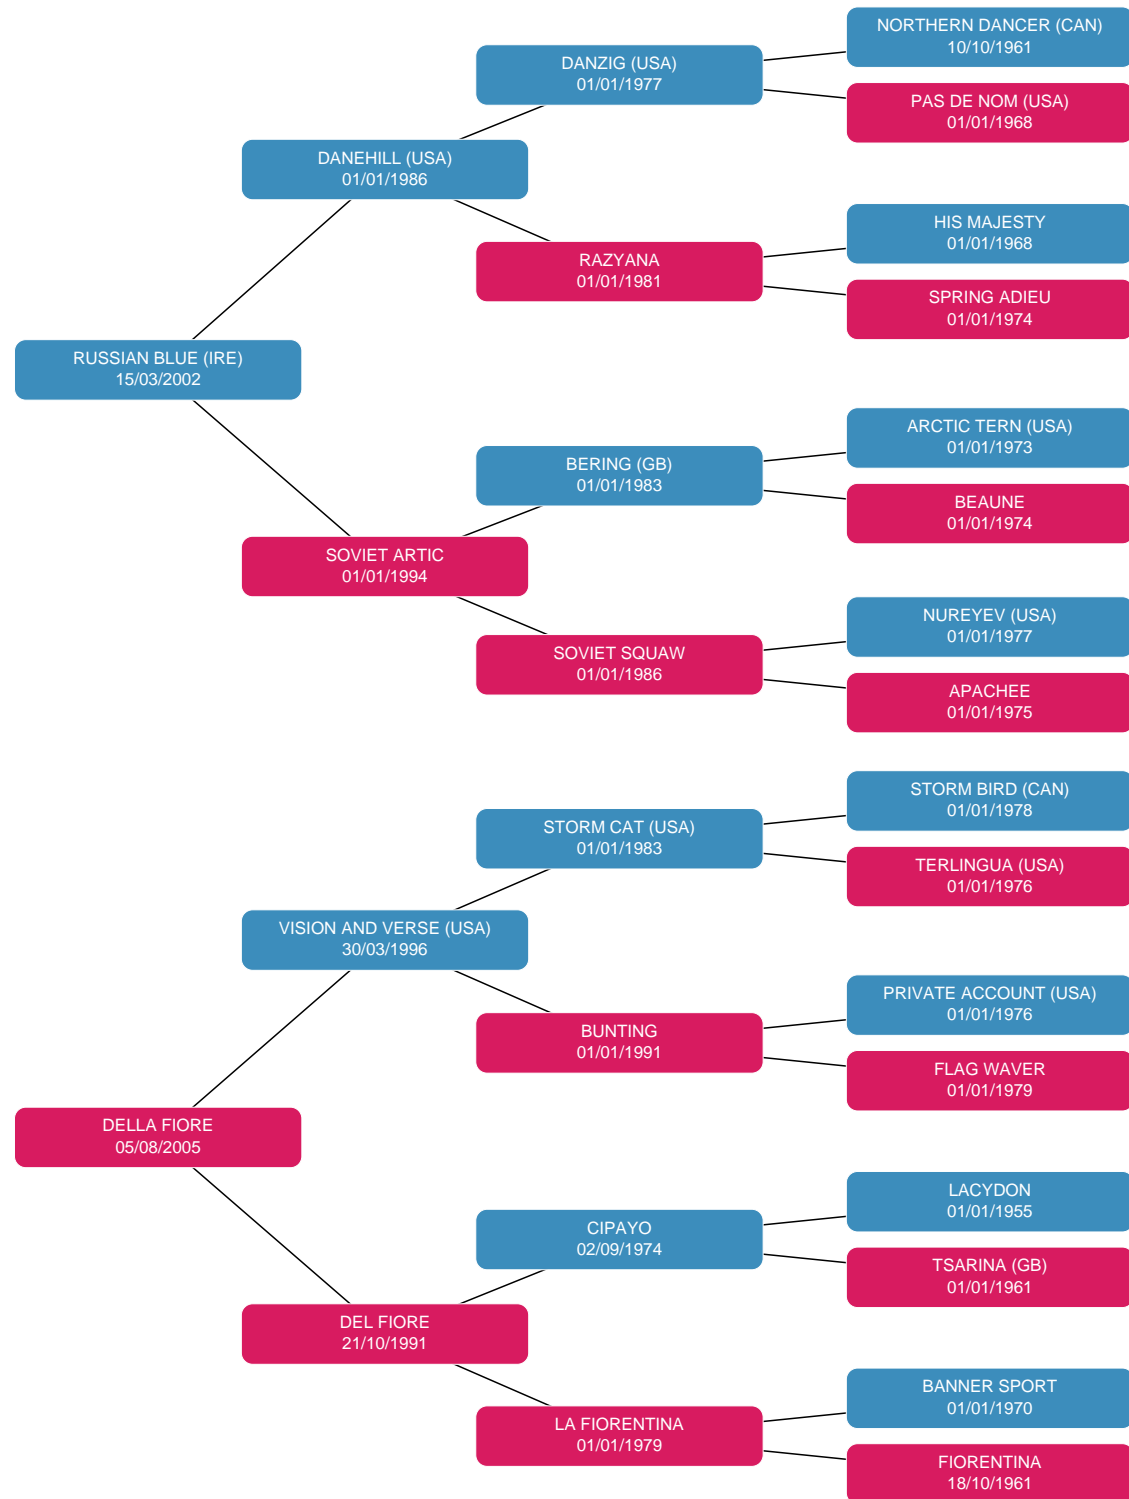 NORTHERN DANCER (CAN)
10/10/1961
DANZIG (USA)
01/01/1977
PAS DE NOM (USA)
01/01/1968
DANEHILL (USA)
01/01/1986
HIS MAJESTY
01/01/1968
RAZYANA
01/01/1981
SPRING ADIEU
01/01/1974
RUSSIAN BLUE (IRE)
15/03/2002
ARCTIC TERN (USA)
01/01/1973
BERING (GB)
01/01/1983
BEAUNE
01/01/1974
SOVIET ARTIC
01/01/1994
NUREYEV (USA)
01/01/1977
SOVIET SQUAW
01/01/1986
APACHEE
01/01/1975
STORM BIRD (CAN)
01/01/1978
STORM CAT (USA)
01/01/1983
TERLINGUA (USA)
01/01/1976
VISION AND VERSE (USA)
30/03/1996
PRIVATE ACCOUNT (USA)
01/01/1976
BUNTING
01/01/1991
FLAG WAVER
01/01/1979
DELLA FIORE
05/08/2005
LACYDON
01/01/1955
CIPAYO
02/09/1974
TSARINA (GB)
01/01/1961
DEL FIORE
21/10/1991
BANNER SPORT
01/01/1970
LA FIORENTINA
01/01/1979
FIORENTINA
18/10/1961